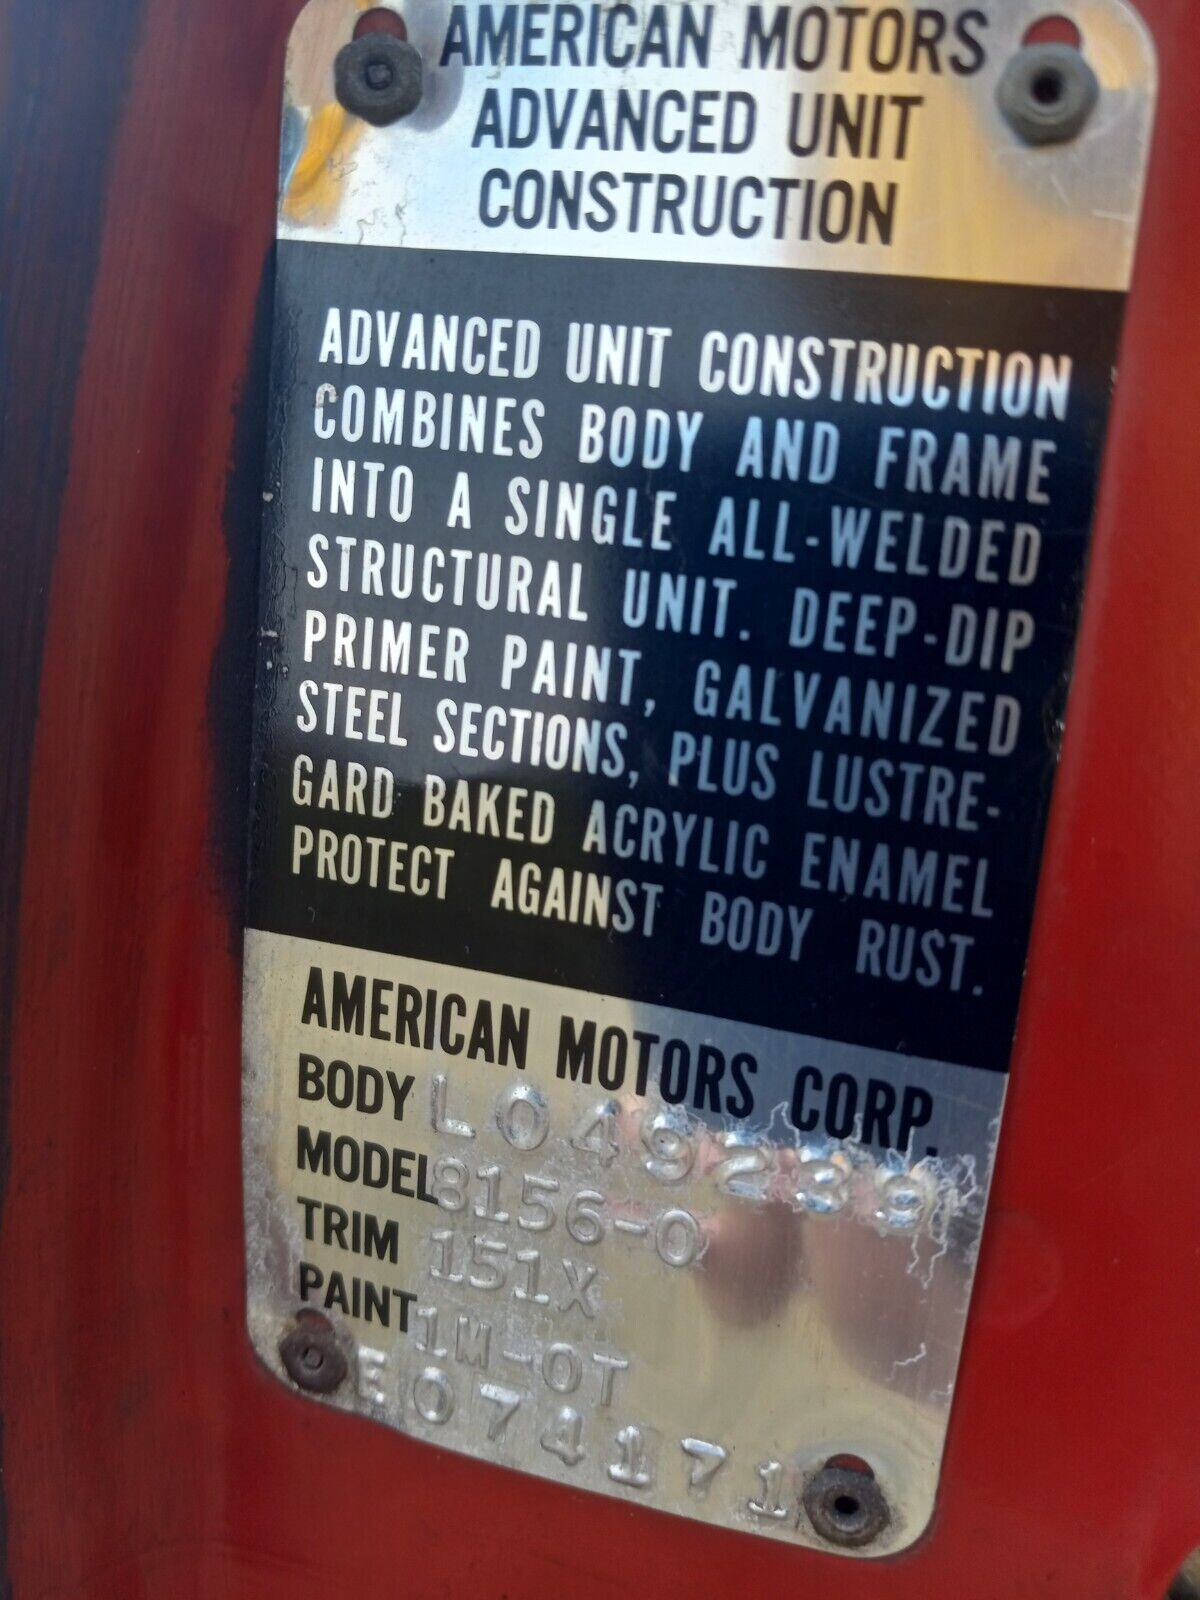 AMERICAN MOTORS
ADVANCED UNIT
CONSTRUCTION
ADVANCED UNIT CONSTRUCTION
COMBINES BODY AND FRAME
INTO A SINGLE ALL-WELDED
STRUCTURAL UNIT. DEEP-DIP
PRIMER PAINT, GALVANIZED
STEEL SECTIONS, PLUS LUSTRE-
GARD BAKED ACRYLIC ENAMEL
PROTECT AGAINST BODY RUST.
AMERICAN MOTORS CORP.
BODY L049239
MODEL 8156-0
TRIM 151X
PAINT 1M-OT
E074171